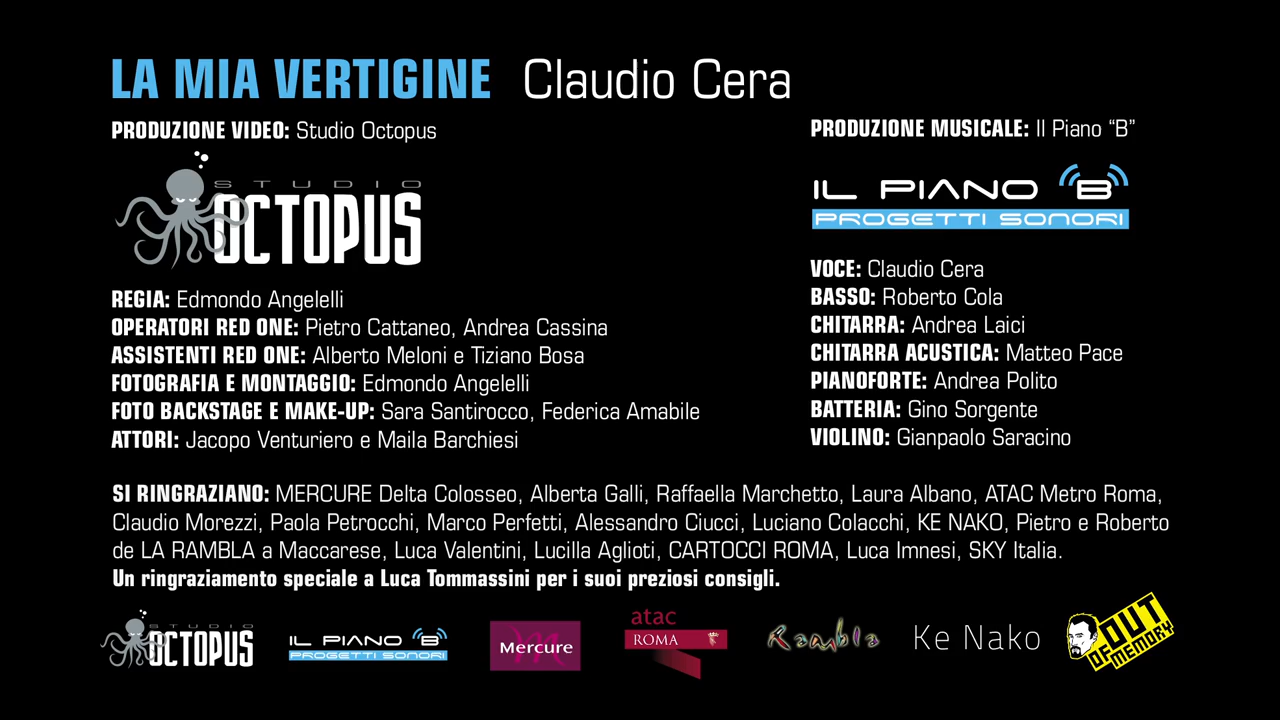 LA MIA VERTIGINE Claudio Cera
PRODUZIONE VIDEO: Studio Octopus
STUDIO
OCTOPUS
REGIA: Edmondo Angelelli
OPERATORI RED ONE: Pietro Cattaneo, Andrea Cassina
ASSISTENTI RED ONE: Alberto Meloni e Tiziano Bosa
FOTOGRAFIA E MONTAGGIO: Edmondo Angelelli
FOTO BACKSTAGE E MAKE-UP: Sara Santirocco, Federica Amabile
ATTORI: Jacopo Venturiero e Maila Barchiesi
PRODUZIONE MUSICALE: Il Piano “B”
IL PIANO B
PROGETTI SONORI
VOCE: Claudio Cera
BASSO: Roberto Cola
CHITARRA: Andrea Laici
CHITARRA ACUSTICA: Matteo Pace
PIANOFORTE: Andrea Polito
BATTERIA: Gino Sorgente
VIOLINO: Gianpaolo Saracino
SI RINGRAZIANO: MERCURE Delta Colosseo, Alberta Galli, Raffaella Marchetto, Laura Albano, ATAC Metro Roma,
Claudio Morezzi, Paola Petrocchi, Marco Perfetti, Alessandro Ciucci, Luciano Colacchi, KE NAKO, Pietro e Roberto
de LA RAMBLA a Maccarese, Luca Valentini, Lucilla Aglioti, CARTOCCI ROMA, Luca Imnesi, SKY Italia.
Un ringraziamento speciale a Luca Tommassini per i suoi preziosi consigli.
STUDIO
OCTOPUS
IL PIANO B
PROGETTI SONORI
Mercure
atac
ROMA
Rambla
Ke Nako
OUT
OF MEMORY